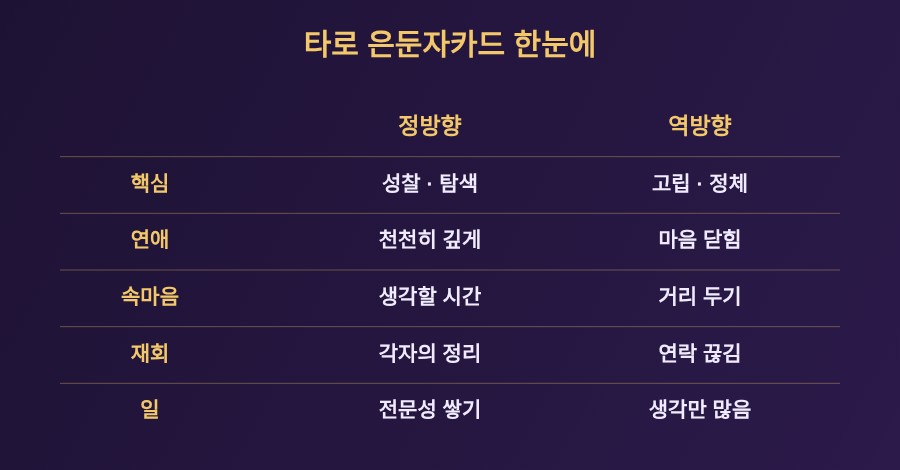 타로 은둔자카드 한눈에
정방향 역방향
핵심 성찰 · 탐색 고립 · 정체
연애 천천히 깊게 마음 닫힘
속마음 생각할 시간 거리 두기
재회 각자의 정리 연락 끊김
일 전문성 쌓기 생각만 많음